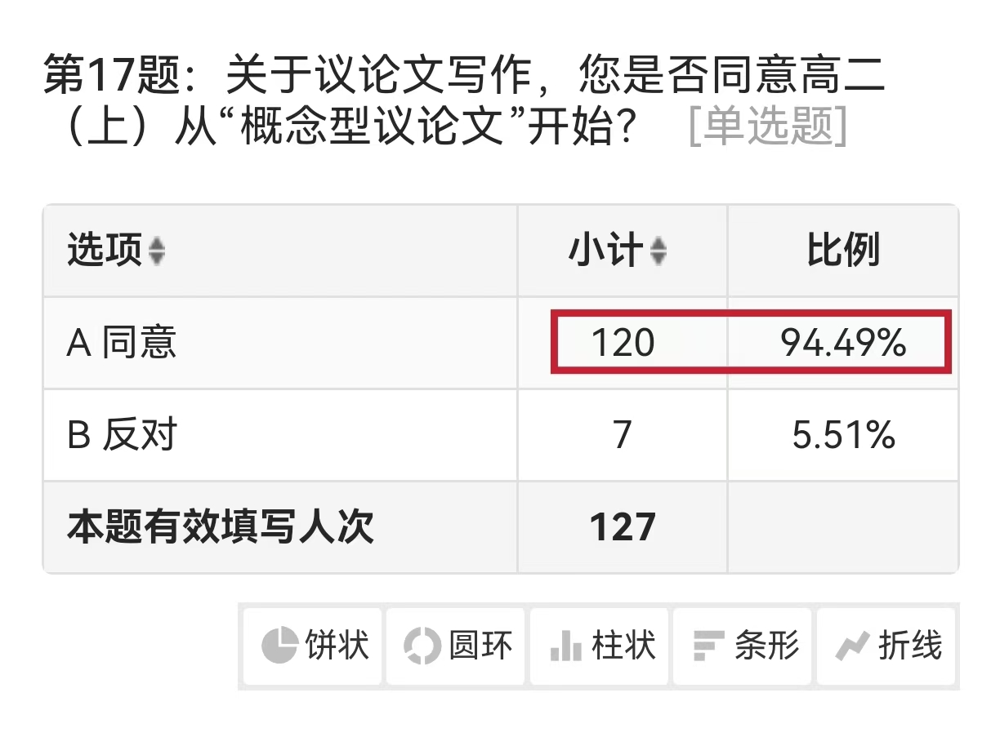 第17题：关于议论文写作，您是否同意高二
（上）从“概念型议论文”开始？ [单选题]
选项 小计 比例
A 同意 120 94.49%
B 反对 7 5.51%
本题有效填写人次 127
饼状 圆环 柱状 条形 折线